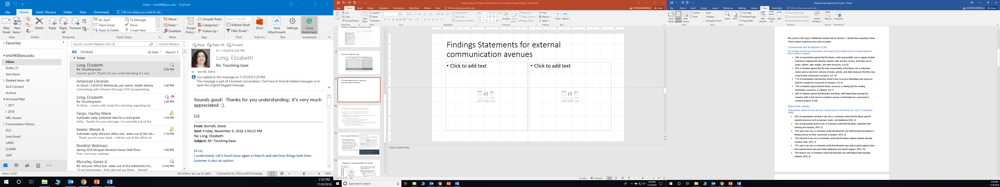 Inbox - smb96@psu.edu - Outlook
File Home Send / Receive Folder View Grammarly Tell me what you want to do...
New Email New Items Delete Reply Reply All Forward
04. April To Manager
Team Email Done
Reply & Delete Create New
Move Rules OneNote
Assign Policy Unread/ Read Categorize Follow Up
Search People Address Book Filter Email
Store Save Attachments Settings Close Grammarly
New Delete Respond Quick Steps Move Tags Find Add-ins Box Grammarly
Favorites
smb96@psu.edu
Inbox
Drafts [7]
Sent Items
Deleted Items 42
ALA Connect
Archive
Archived Mail
2017
2018
ARL-Assess
Conversation History
DLC
Junk Email
LAMC
LLAMA
LMC
Search Current Mailbox (Ctrl+E) Current Mailbox
All Unread By Date Newest
Today
Long, Elizabeth
Re: Touching base 2:05 PM
Sounds good! Thanks for you understanding; it's very
American Libraries
AL Direct 11/9/2018: Referenda, job search, health literacy 1:40 PM
Connecting with veterans through WWI programming.
Long, Elizabeth
Re: Touching base 1:40 PM
Hi Steve, I spoke with Linda this morning regarding my
Fargo, Hailley Marie
Automatic reply: potential idea for a seed grant 1:34 PM
Hello, Thanks for your message. I'm currently out of the
Keeler, Wendi A
Automatic reply: did your office ever make use of the sta... 1:16 PM
Thank you for your email. I will be out of the office on
Booklist Webinars
Spring 2019 Penguin Random House Staff Picks! 1:06 PM
Free, one-hour webinar!
Mcculley, Karen A
RE: did your office ever make use of the statements fro... 12:44 PM
"To my knowledge," Nicki did not use them. Wendi?
Reply Reply All Forward
Fri 11/9/2018 2:05 PM
Long, Elizabeth
Re: Touching base
To Borrelli, Steve
You replied to this message on 11/9/2018 2:20 PM.
This message is part of a tracked conversation. Click here to find all related messages or to
open the original flagged message.
Sounds good! Thanks for you understanding; it's very much
appreciated :).
Liz
From: Borrelli, Steve
Sent: Friday, November 9, 2018 1:54:22 PM
To: Long, Elizabeth
Subject: RE: Touching base
Hi Liz,
I understand. Let's touch base again in March and see how things look then.
Summer is also an option.
Items: 6,857 All folders are up to date. Connected to: Microsoft Exchange 100%
2:50 PM
11/9/2018
Disseminating Findings on User Needs Across a Multi-Campus1.0.pptx - PowerPoint
File Home Insert Design Transitions Animations Slide Show Review View Tell me what you want to do... STEPHEN BORRELLI Share
Paste Cut Copy Format Painter
New Slide Layout Reset Section
Text Direction Align Text Convert to SmartArt
Arrange Quick Styles Shape Fill Shape Outline Shape Effects
Find Replace Select Share Upload
Clipboard Slides Font Paragraph Drawing Editing Box
Questions Mapped to Functional Areas
9
Summary Data Format
10
Findings Statements for external
communication avenues
11
Utilization of the data and products
12
Known uses of products
13
Integrated or catalyzed additional studies
Findings Statements for external
communication avenues
• Click to add text
• Click to add text
Click to add notes
Slide 10 of 16 Notes Comments 87%
Type here to search
2:50 PM
11/9/2018
Ithaka Survey Statements (1).docx - Word
File Home Insert Design Layout References Mailings Review View Grammarly Tell me what you want to do... STEPHEN BORRELLI Share
Read Mode Print Layout Web Layout Outline Draft
Ruler Gridlines Navigation Pane
Zoom 100% One Page Multiple Pages Page Width
New Window Arrange All Split
View Side by Side Synchronous Scrolling Reset Window Position
Switch Windows Macros Properties
Views Show Zoom Window Macros SharePoint
that section of the report. Statements marked with an asterisk (*) denote those questions where
World Campus responses have been excluded.
Coursework and Academics (CA)
Our findings showed that respondents were aware of the integral role the Libraries played in
their academic progress:
• 89% of respondents agreed that the library's main responsibility was to support student
learning by helping them develop research skills and find, access, and make use of
books, articles, data, images, and other resources. [CA13]
• 82% of students agreed that the main responsibility of the library was to help them
access print or electronic versions of books, articles, and other resources that they may
need for their coursework or projects. [CA 12]
• 77% of respondents said that they found it easy to access information and resources
that they needed for coursework or research. [CA 4]
• 70% of students agreed that the library served as a starting point for locating
information, resources, or citations. [CA 7]
• 65% of students agreed that librarians and library staff helped them develop the
research skills to find and use academic sources of information for coursework or
research projects. [CA6]
Role of the Library
Respondents valued our core services, ranking many of the services as "very" or "extremely"
useful:
• 83% of respondents said that it was very or extremely useful that the library paid for
needed resources such as journals, books, and databases [ROL 2]
• 78% of respondents found it very or extremely useful that the library supported their
learning and studying. [ROL 3]
• 75% said it was very or extremely useful that librarians and staff provided assistance in
finding sources for their coursework or projects. [ROL 5]
• 72% said that it was very or extremely useful that the library helped students develop
research skills. [ROL 4]
• 72% said it was very or extremely useful that librarians and staff provided support when
they learned about and used online databases and search engines. [ROL 10]
• 70% found it very or extremely useful that librarians and staff helped them manage
citations. [ROL 6]
2:50 PM
11/9/2018